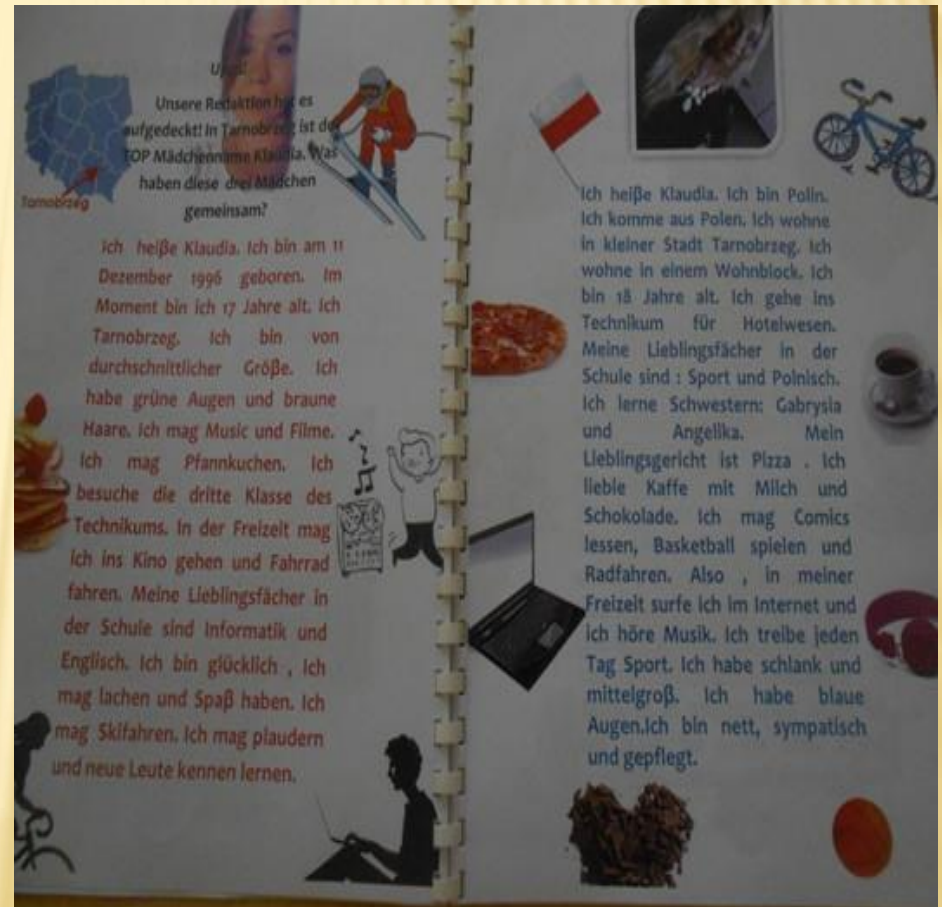 Unsere Redaktion hat es
aufgedeckt! In Tarnobrzeg ist der
TOP Mädchenname Klaudia. Was
haben diese drei Mädchen
gemeinsam?
Tarnobrzeg
Ich heiße Klaudia. Ich bin am 11
Dezember 1996 geboren. Im
Moment bin ich 17 Jahre alt. Ich
Tarnobrzeg. Ich bin von
durchschnittlicher Größe. Ich
habe grüne Augen und braune
Haare. Ich mag Music und Filme.
Ich mag Pfannkuchen. Ich
besuche die dritte Klasse des
Technikums. In der Freizeit mag
ich ins Kino gehen und Fahrrad
fahren. Meine Lieblingsfächer in
der Schule sind Informatik und
Englisch. Ich bin glücklich , Ich
mag lachen und Spaß haben. Ich
mag Skifahren. Ich mag plaudern
und neue Leute kennen lernen.
Ich heiße Klaudia. Ich bin Polin.
Ich komme aus Polen. Ich wohne
in kleiner Stadt Tarnobrzeg. Ich
wohne in einem Wohnblock. Ich
bin 18 Jahre alt. Ich gehe ins
Technikum für Hotelwesen.
Meine Lieblingsfächer in der
Schule sind : Sport und Polnisch.
Ich lerne Schwestern: Gabrysia
und Angelika. Mein
Lieblingsgericht ist Pizza . Ich
lieble Kaffe mit Milch und
Schokolade. Ich mag Comics
lessen, Basketball spielen und
Radfahren. Also , in meiner
Freizeit surfe ich im Internet und
ich höre Musik. Ich treibe jeden
Tag Sport. Ich habe schlank und
mittelgroß. Ich habe blaue
Augen.Ich bin nett, sympatisch
und gepflegt.